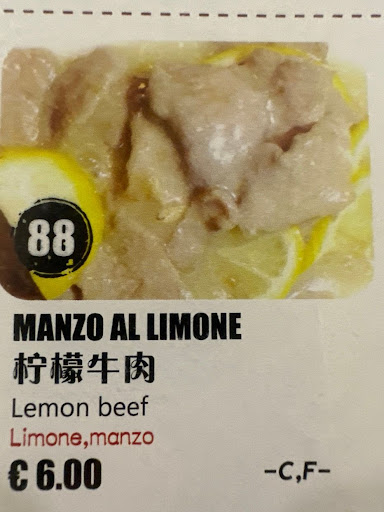 88
MANZO AL LIMONE
柠檬牛肉
Lemon beef
Limone,manzo
€ 6.00 -C,F-